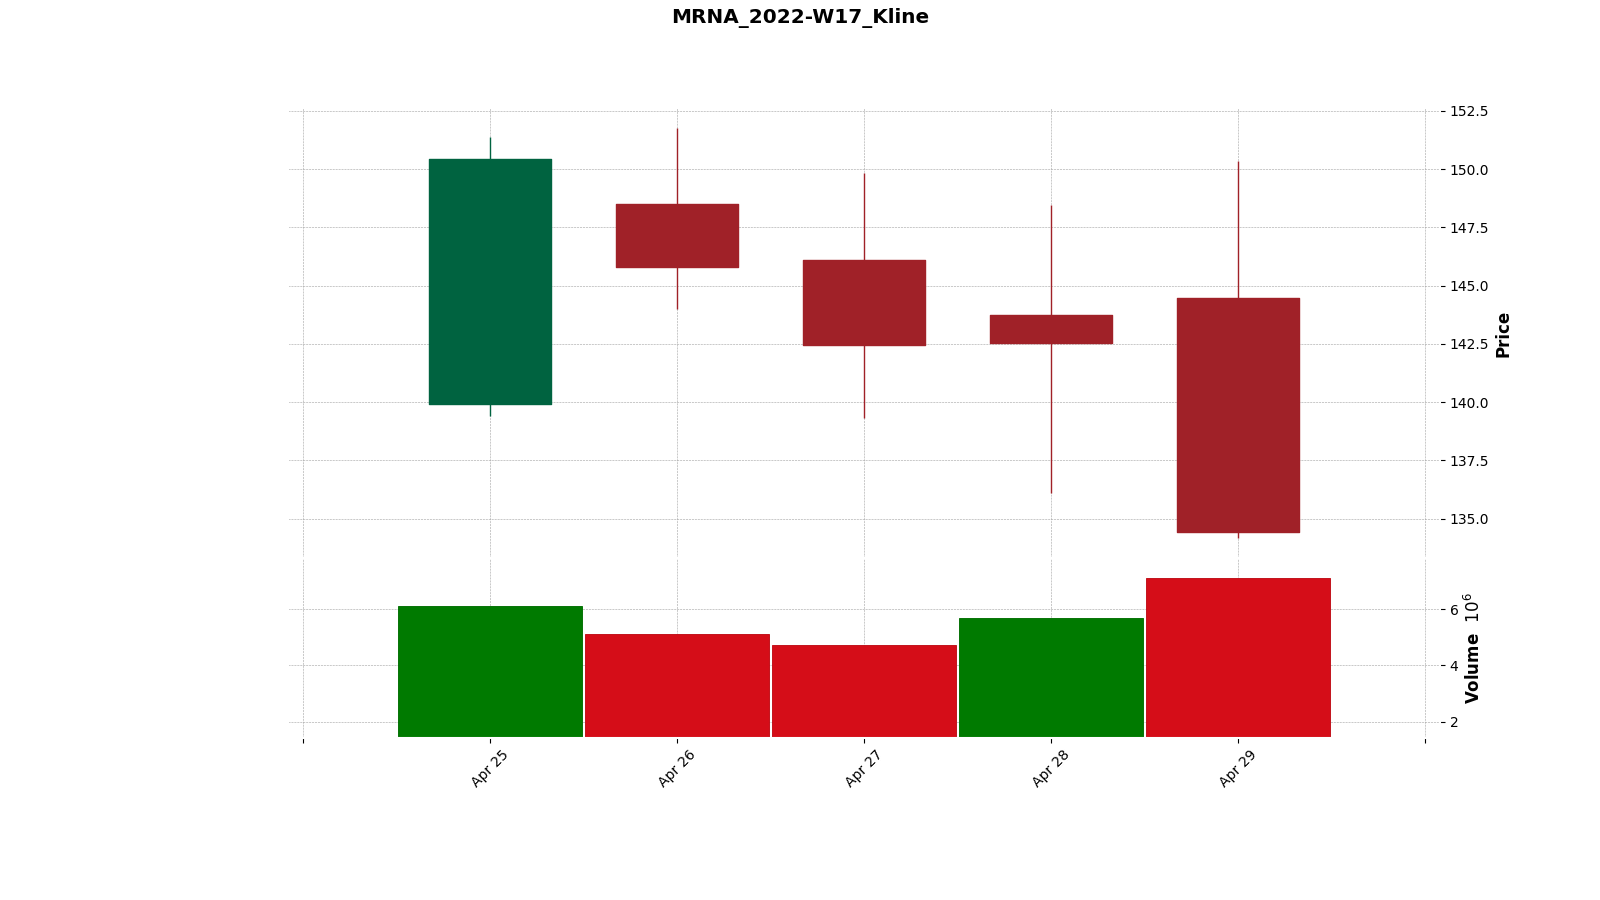 MRNA_2022-W17_Kline
152.5
150.0
147.5
145.0
142.5
140.0
137.5
135.0
Price
6
4
2
Volume 10^6
Apr 25
Apr 26
Apr 27
Apr 28
Apr 29